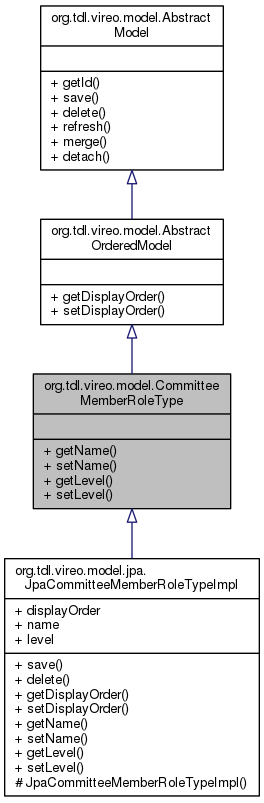 org.tdl.vireo.model.Abstract
Model
+ getId()
+ save()
+ delete()
+ refresh()
+ merge()
+ detach()
org.tdl.vireo.model.Abstract
OrderedModel
+ getDisplayOrder()
+ setDisplayOrder()
org.tdl.vireo.model.Committee
MemberRoleType
+ getName()
+ setName()
+ getLevel()
+ setLevel()
org.tdl.vireo.model.jpa.
JpaCommitteeMemberRoleTypeImpl
+ displayOrder
+ name
+ level
+ save()
+ delete()
+ getDisplayOrder()
+ setDisplayOrder()
+ getName()
+ setName()
+ getLevel()
+ setLevel()
# JpaCommitteeMemberRoleTypeImpl()